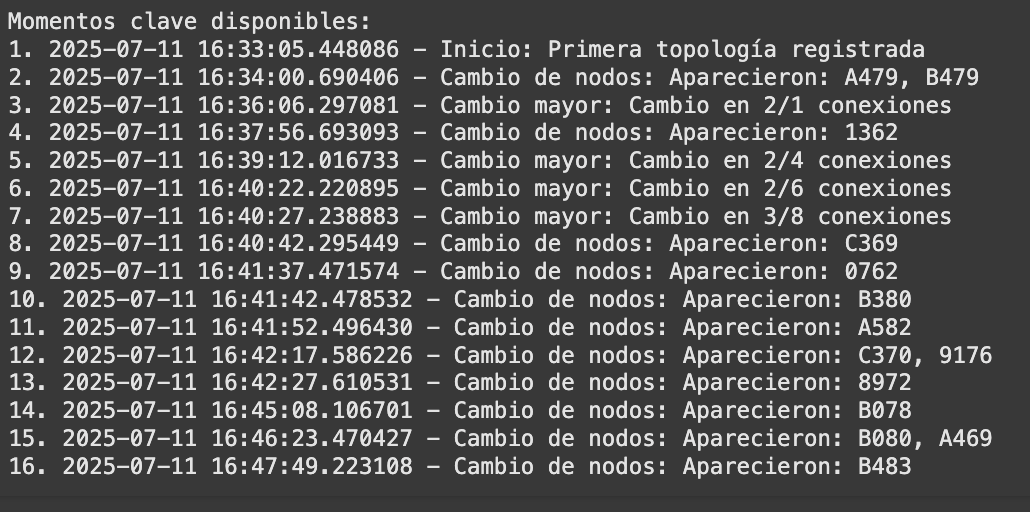 Momentos clave disponibles:
1. 2025-07-11 16:33:05.448086 – Inicio: Primera topología registrada
2. 2025-07-11 16:34:00.690406 – Cambio de nodos: Aparecieron: A479, B479
3. 2025-07-11 16:36:06.297081 – Cambio mayor: Cambio en 2/1 conexiones
4. 2025-07-11 16:37:56.693093 – Cambio de nodos: Aparecieron: 1362
5. 2025-07-11 16:39:12.016733 – Cambio mayor: Cambio en 2/4 conexiones
6. 2025-07-11 16:40:22.220895 – Cambio mayor: Cambio en 2/6 conexiones
7. 2025-07-11 16:40:27.238883 – Cambio mayor: Cambio en 3/8 conexiones
8. 2025-07-11 16:40:42.295449 – Cambio de nodos: Aparecieron: C369
9. 2025-07-11 16:41:37.471574 – Cambio de nodos: Aparecieron: 0762
10. 2025-07-11 16:41:42.478532 – Cambio de nodos: Aparecieron: B380
11. 2025-07-11 16:41:52.496430 – Cambio de nodos: Aparecieron: A582
12. 2025-07-11 16:42:17.586226 – Cambio de nodos: Aparecieron: C370, 9176
13. 2025-07-11 16:42:27.610531 – Cambio de nodos: Aparecieron: 8972
14. 2025-07-11 16:45:08.106701 – Cambio de nodos: Aparecieron: B078
15. 2025-07-11 16:46:23.470427 – Cambio de nodos: Aparecieron: B080, A469
16. 2025-07-11 16:47:49.223108 – Cambio de nodos: Aparecieron: B483